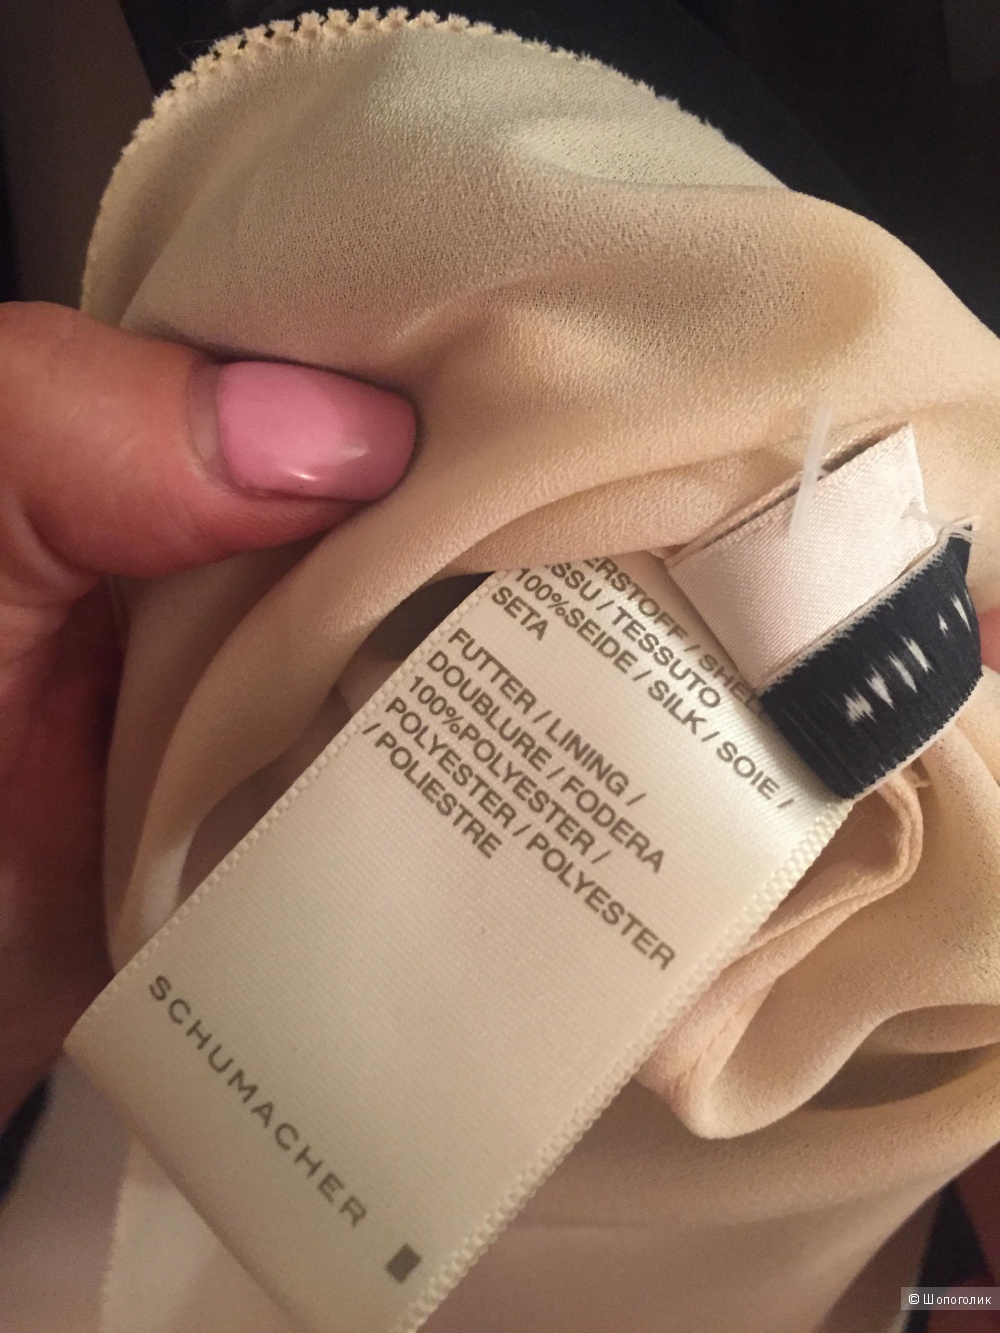 ERSTOFF / SHEL
SSU / TESSUTO
100%SEIDE / SILK / SOIE /
SETA
FUTTER / LINING /
DOUBLURE / FODERA
100%POLYESTER /
POLYESTER / POLYESTER
/ POLIESTRE
SCHUMACHER
© Шопоголик